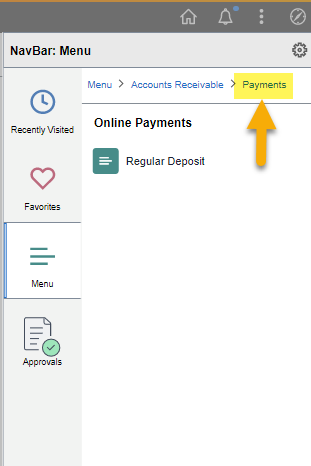 NavBar: Menu
Recently Visited
Favorites
Menu
Approvals
Menu > Accounts Receivable > Payments
Online Payments
Regular Deposit